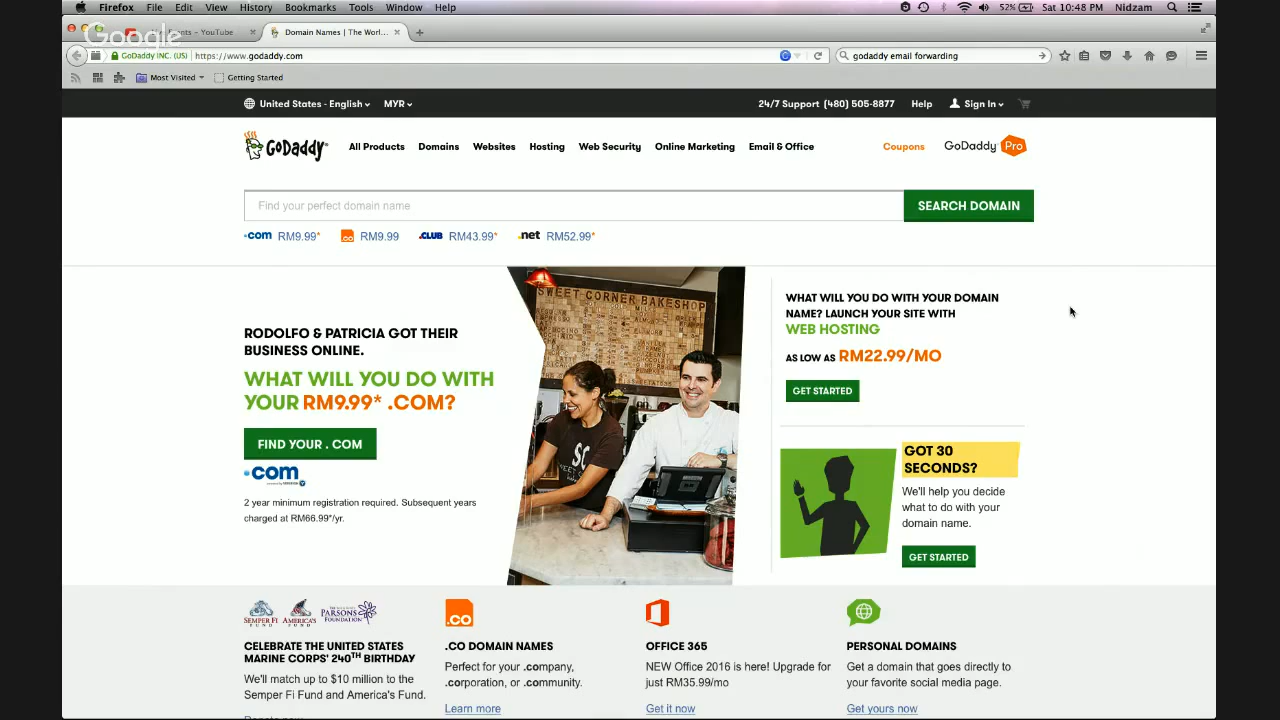 Firefox File Edit View History Bookmarks Tools Window Help 52% Sat 10:48 PM Nidzam
Google
nts – YouTube × Domain Names | The Worl... × +
GoDaddy INC. (US) https://www.godaddy.com godaddy email forwarding
Most Visited Getting Started
United States - English MYR 24/7 Support (480) 505-8877 Help Sign In
GoDaddy All Products Domains Websites Hosting Web Security Online Marketing Email & Office Coupons GoDaddy Pro
Find your perfect domain name SEARCH DOMAIN
.com RM9.99* .co RM9.99 .CLUB RM43.99* .net RM52.99*
SWEET CORNER BAKESHOP
RODOLFO & PATRICIA GOT THEIR
BUSINESS ONLINE.
WHAT WILL YOU DO WITH
YOUR RM9.99* .COM?
FIND YOUR . COM
.com
2 year minimum registration required. Subsequent years
charged at RM66.99*/yr.
SC
WHAT WILL YOU DO WITH YOUR DOMAIN
NAME? LAUNCH YOUR SITE WITH
WEB HOSTING
AS LOW AS RM22.99/MO
GET STARTED
GOT 30
SECONDS?
We'll help you decide
what to do with your
domain name.
GET STARTED
SEMPER FI FUND AMERICA'S FUND PARSONS FOUNDATION
CELEBRATE THE UNITED STATES
MARINE CORPS' 240TH BIRTHDAY
We'll match up to $10 million to the
Semper Fi Fund and America's Fund.
.co
.CO DOMAIN NAMES
Perfect for your .company,
.corporation, or .community.
Learn more
OFFICE 365
NEW Office 2016 is here! Upgrade for
just RM35.99/mo
Get it now
PERSONAL DOMAINS
Get a domain that goes directly to
your favorite social media page.
Get yours now